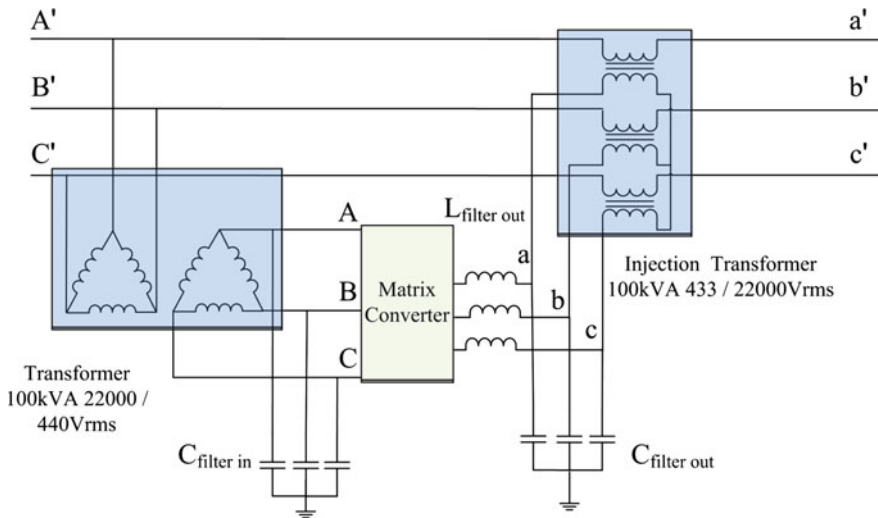 A' a'
B' b'
C' c'
A
L filter out
a
B
Matrix
Converter
b
Injection Transformer
100kVA 433 / 22000Vrms
C
c
Transformer
100kVA 22000 /
440Vrms
C filter in
C filter out